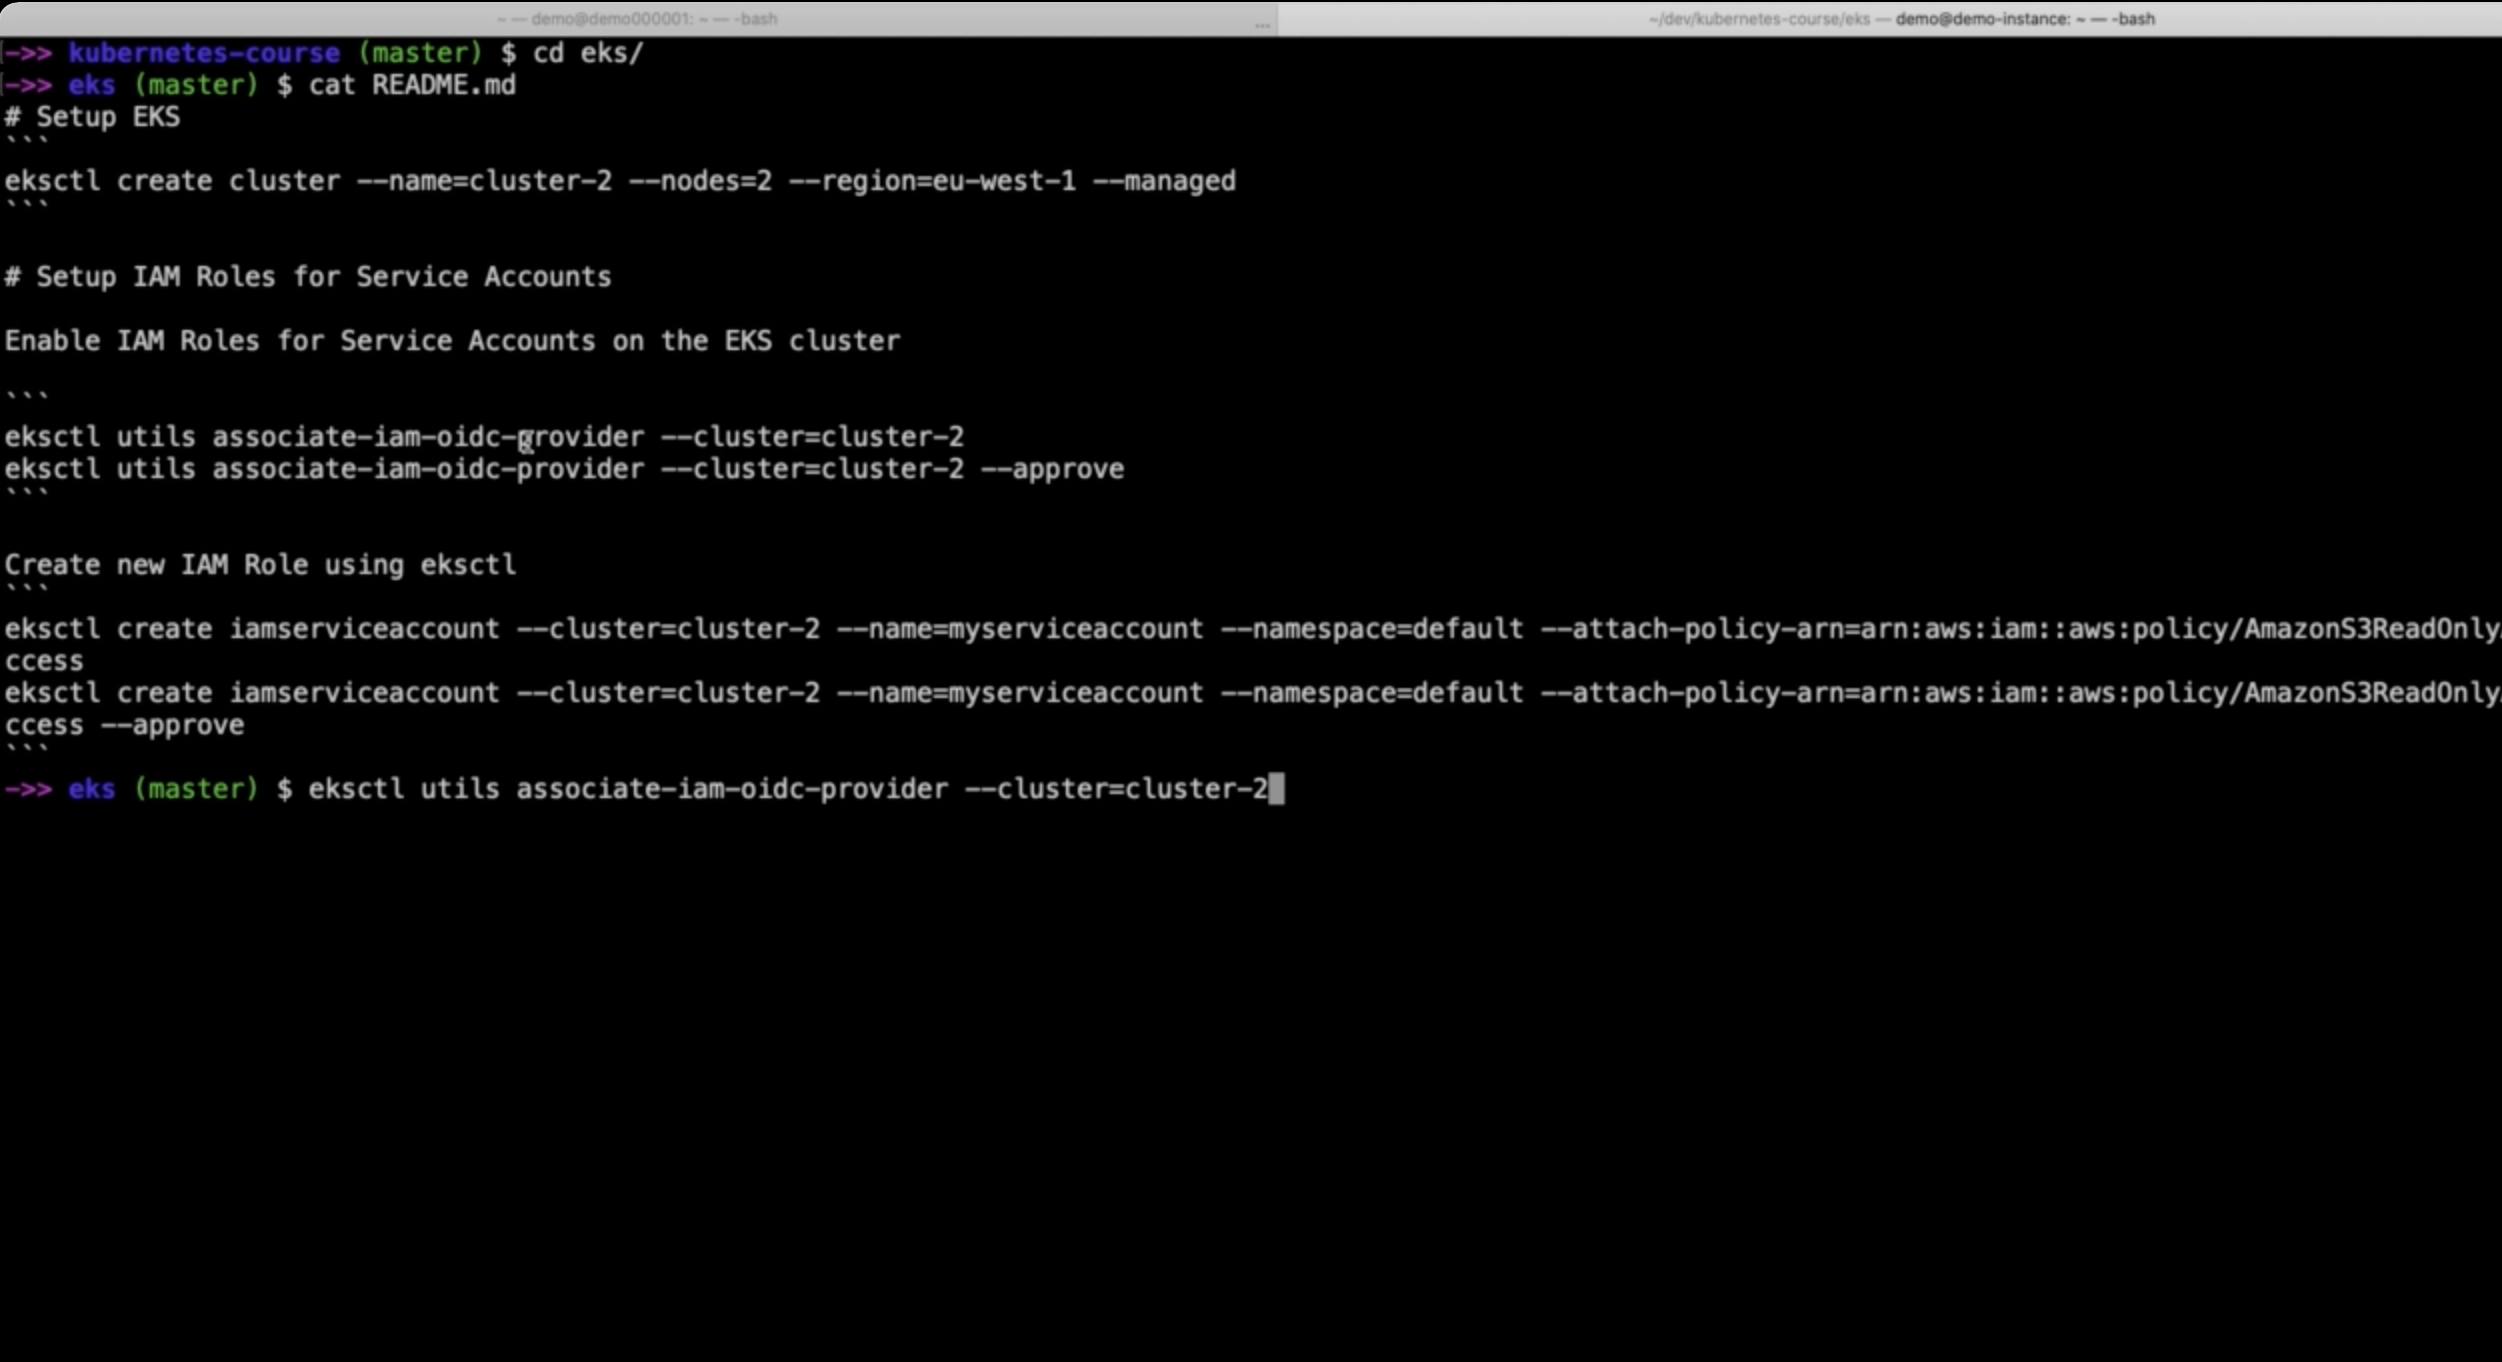 ~ — demo@demo000001: ~ — -bash
...
~/dev/kubernetes-course/eks — demo@demo-instance: ~ — -bash
->> kubernetes-course (master) $ cd eks/
->> eks (master) $ cat README.md
# Setup EKS
```
eksctl create cluster --name=cluster-2 --nodes=2 --region=eu-west-1 --managed
```
# Setup IAM Roles for Service Accounts
Enable IAM Roles for Service Accounts on the EKS cluster
```
eksctl utils associate-iam-oidc-provider --cluster=cluster-2
eksctl utils associate-iam-oidc-provider --cluster=cluster-2 --approve
```
Create new IAM Role using eksctl
```
eksctl create iamserviceaccount --cluster=cluster-2 --name=myserviceaccount --namespace=default --attach-policy-arn=arn:aws:iam::aws:policy/AmazonS3ReadOnlyA
ccess
eksctl create iamserviceaccount --cluster=cluster-2 --name=myserviceaccount --namespace=default --attach-policy-arn=arn:aws:iam::aws:policy/AmazonS3ReadOnlyA
ccess --approve
```
->> eks (master) $ eksctl utils associate-iam-oidc-provider --cluster=cluster-2